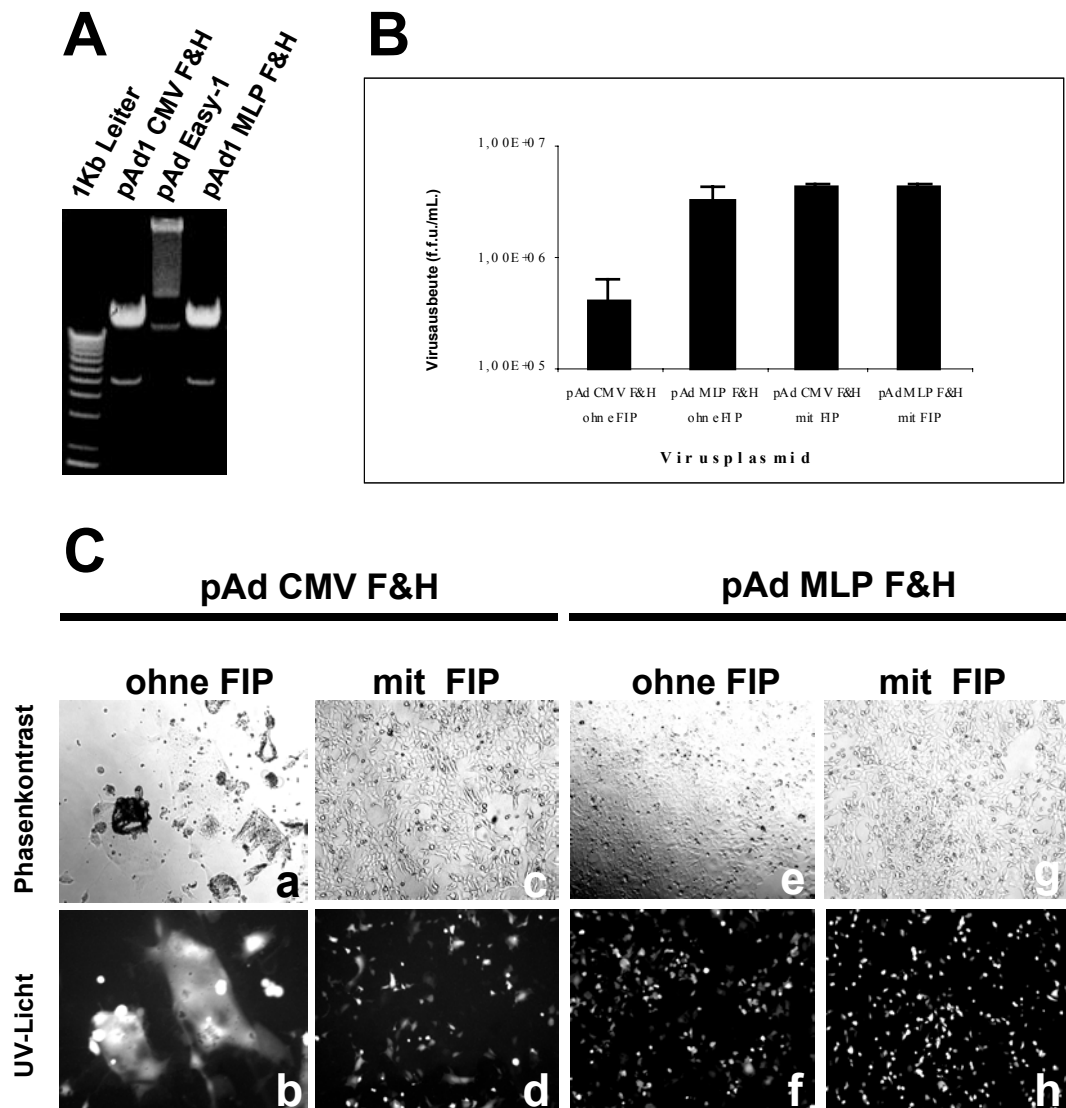 A
1Kb Leiter
pAd1 CMV F&H
pAd Easy-1
pAd1 MLP F&H
B
Virusausbeute (f.f.u./mL.)
1,00E+07
1,00E+06
1,00E+05
pAd CMV F&H
ohne FIP
pAd MLP F&H
ohne FIP
pAd CMV F&H
mit FIP
pAd MLP F&H
mit FIP
Virusplasmid
C
pAd CMV F&H
pAd MLP F&H
ohne FIP
mit FIP
ohne FIP
mit FIP
Phasenkontrast
a
c
e
g
UV-Licht
b
d
f
h